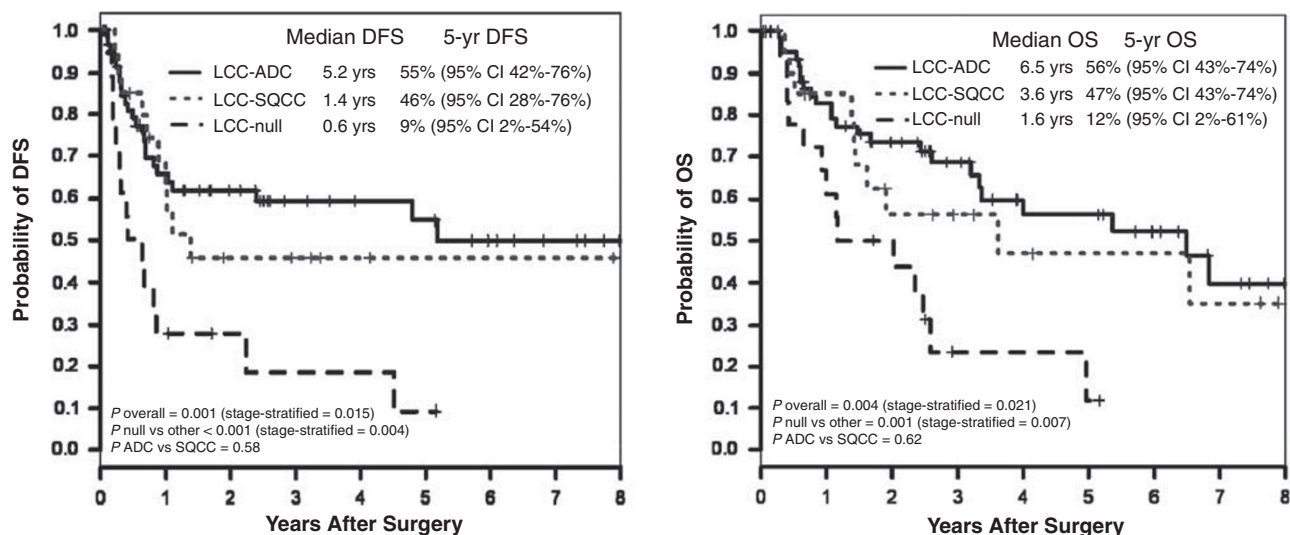 Median DFS 5-yr DFS
LCC-ADC 5.2 yrs 55% (95% CI 42%-76%)
LCC-SQCC 1.4 yrs 46% (95% CI 28%-76%)
LCC-null 0.6 yrs 9% (95% CI 2%-54%)
1.0
0.9
0.8
0.7
0.6
0.5
0.4
0.3
0.2
0.1
0.0
Probability of DFS
P overall = 0.001 (stage-stratified = 0.015)
P null vs other < 0.001 (stage-stratified = 0.004)
P ADC vs SQCC = 0.58
0 1 2 3 4 5 6 7 8
Years After Surgery
Median OS 5-yr OS
LCC-ADC 6.5 yrs 56% (95% CI 43%-74%)
LCC-SQCC 3.6 yrs 47% (95% CI 43%-74%)
LCC-null 1.6 yrs 12% (95% CI 2%-61%)
1.0
0.9
0.8
0.7
0.6
0.5
0.4
0.3
0.2
0.1
0.0
Probability of OS
P overall = 0.004 (stage-stratified = 0.021)
P null vs other = 0.001 (stage-stratified = 0.007)
P ADC vs SQCC = 0.62
0 1 2 3 4 5 6 7 8
Years After Surgery